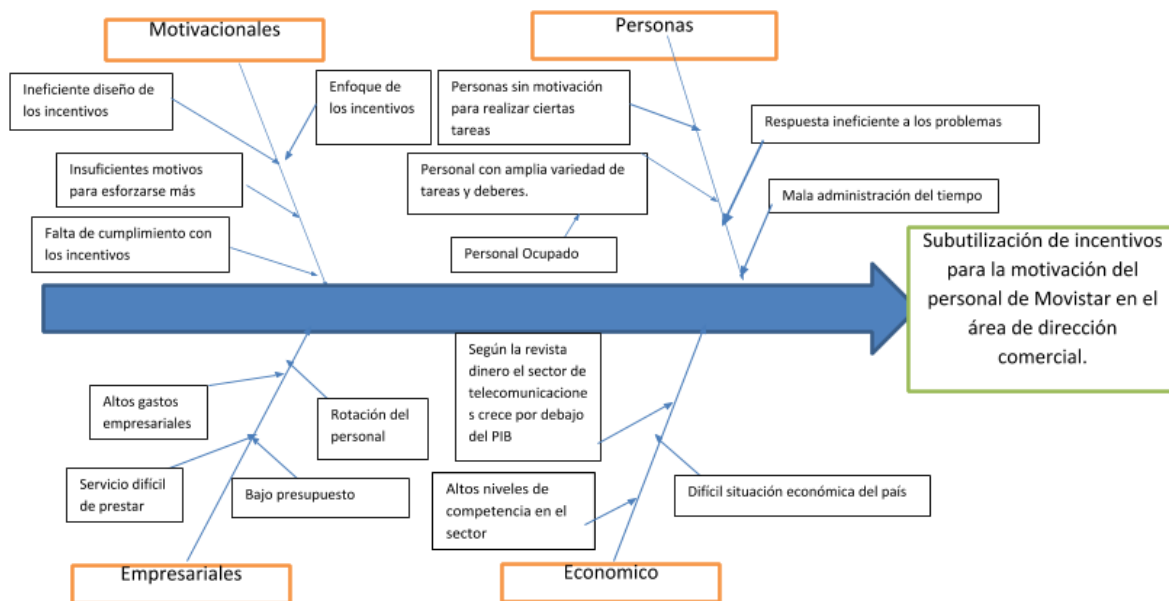 Motivacionales
Personas
Ineficiente diseño de
los incentivos
Enfoque de
los incentivos
Personas sin motivación
para realizar ciertas
tareas
Respuesta ineficiente a los problemas
Insuficientes motivos
para esforzarse más
Personal con amplia variedad de
tareas y deberes.
Mala administración del tiempo
Falta de cumplimiento con
los incentivos
Personal Ocupado
Subutilización de incentivos
para la motivación del
personal de Movistar en el
área de dirección
comercial.
Altos gastos
empresariales
Rotación del
personal
Según la revista
dinero el sector de
telecomunicacione
s crece por debajo
del PIB
Servicio difícil
de prestar
Bajo presupuesto
Altos niveles de
competencia en el
sector
Difícil situación económica del país
Empresariales
Economico